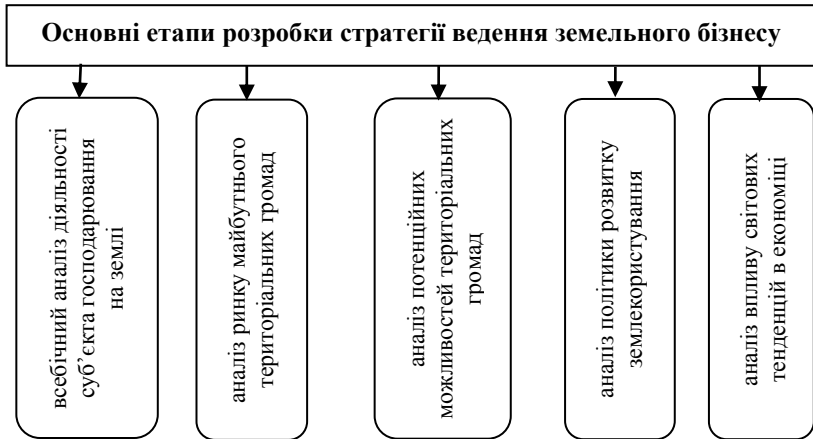 Основні етапи розробки стратегії ведення земельного бізнесу
всебічний аналіз діяльності
суб’єкта господарювання
на землі
аналіз ринку майбутнього
територіальних громад
аналіз потенційних
можливостей територіальних
громад
аналіз політики розвитку
землекористування
аналіз впливу світових
тенденцій в економіці